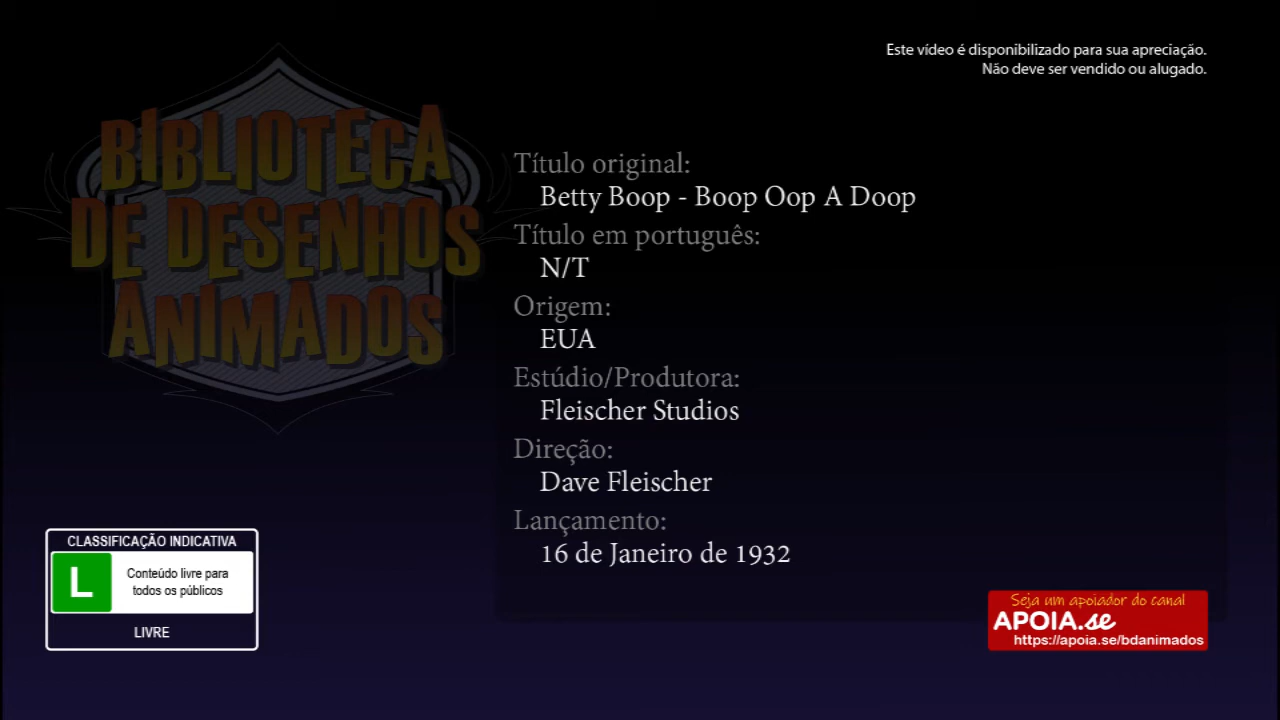 Este vídeo é disponibilizado para sua apreciação.
Não deve ser vendido ou alugado.
BIBLIOTECA
DE DESENHOS
ANIMADOS
Título original:
Betty Boop - Boop Oop A Doop
Título em português:
N/T
Origem:
EUA
Estúdio/Produtora:
Fleischer Studios
Direção:
Dave Fleischer
Lançamento:
16 de Janeiro de 1932
CLASSIFICAÇÃO INDICATIVA
L
Conteúdo livre para
todos os públicos
LIVRE
Seja um apoiador do canal
APOIA.se
https://apoia.se/bdanimados